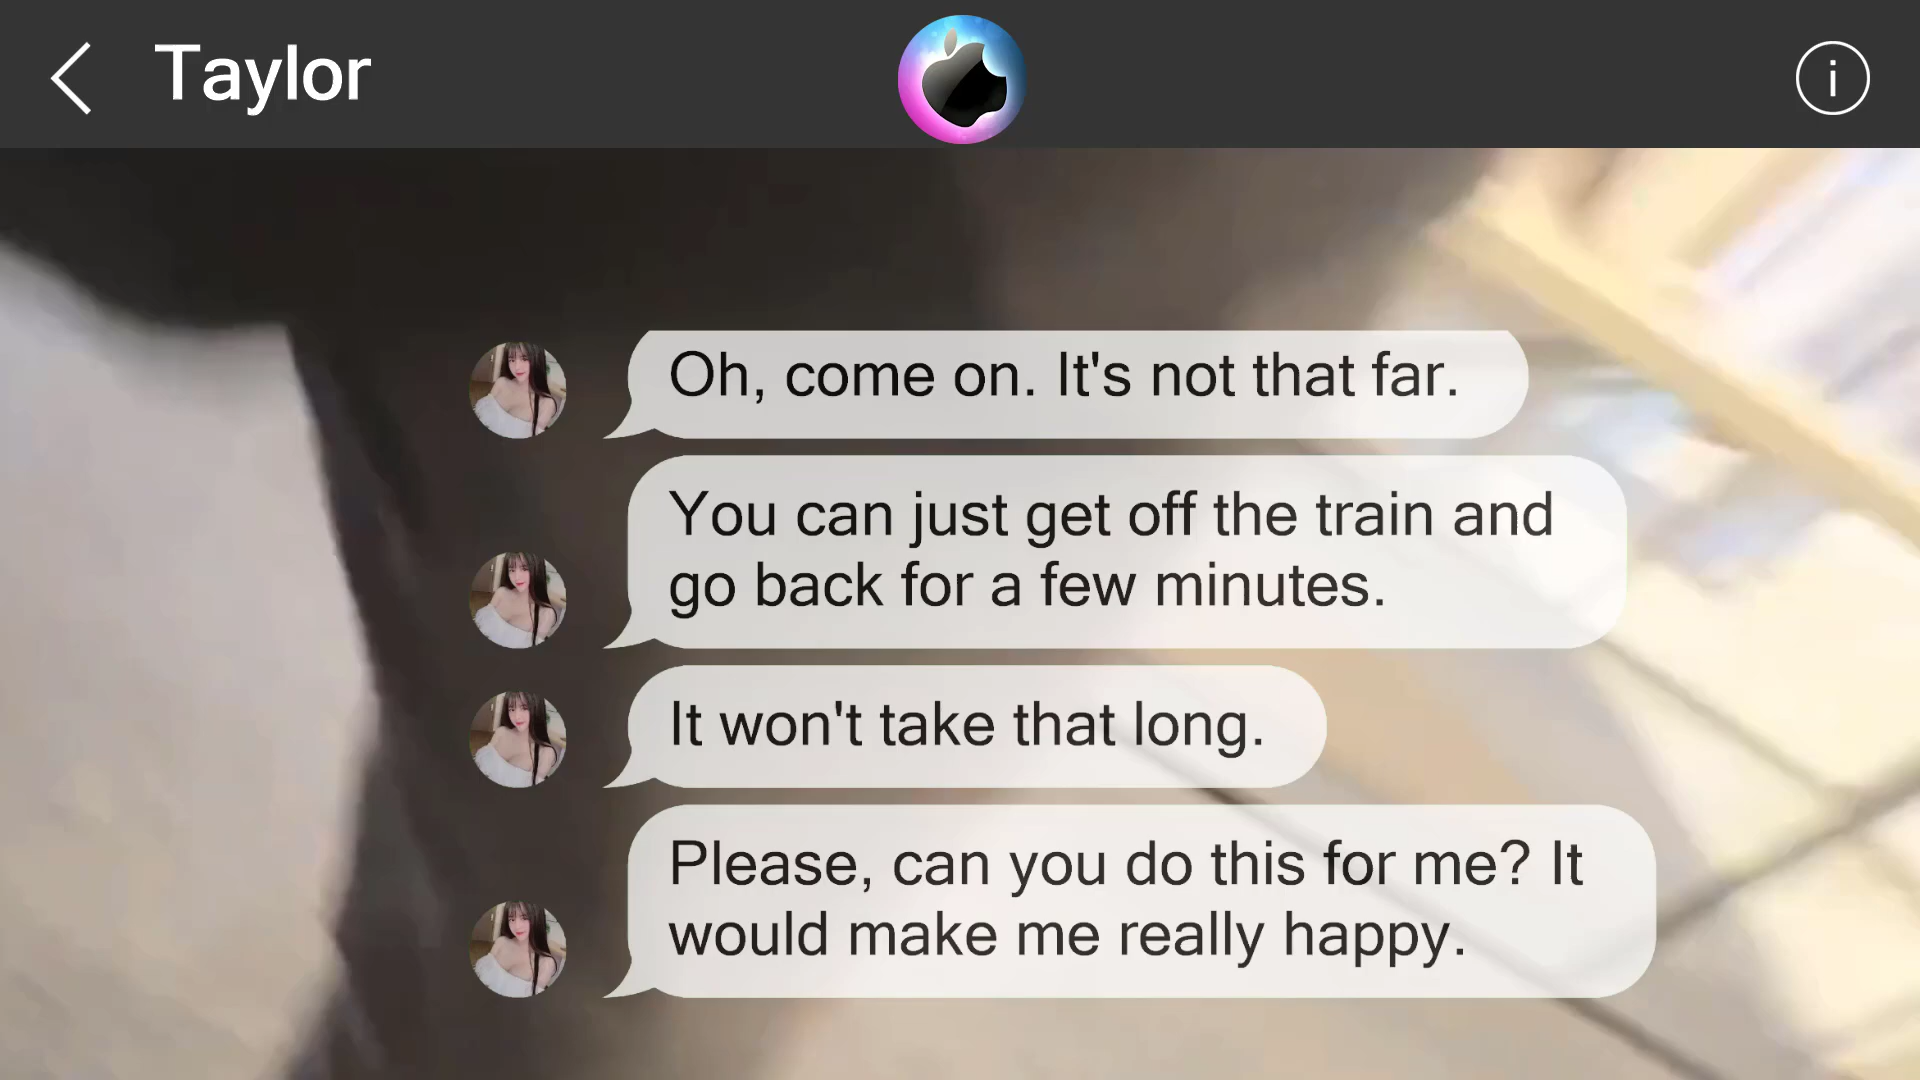 Taylor
Oh, come on. It's not that far.
You can just get off the train and
go back for a few minutes.
It won't take that long.
Please, can you do this for me? It
would make me really happy.